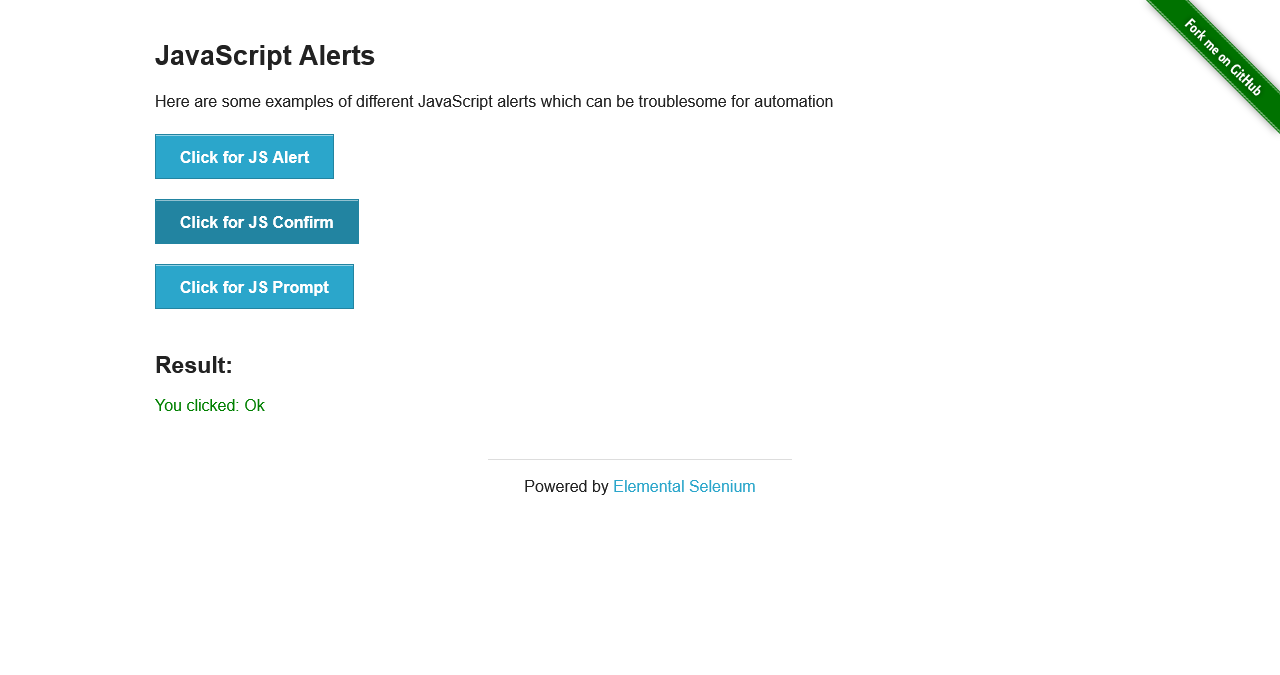 JavaScript Alerts
Fork me on GitHub
Here are some examples of different JavaScript alerts which can be troublesome for automation
Click for JS Alert
Click for JS Confirm
Click for JS Prompt
Result:
You clicked: Ok
Powered by Elemental Selenium